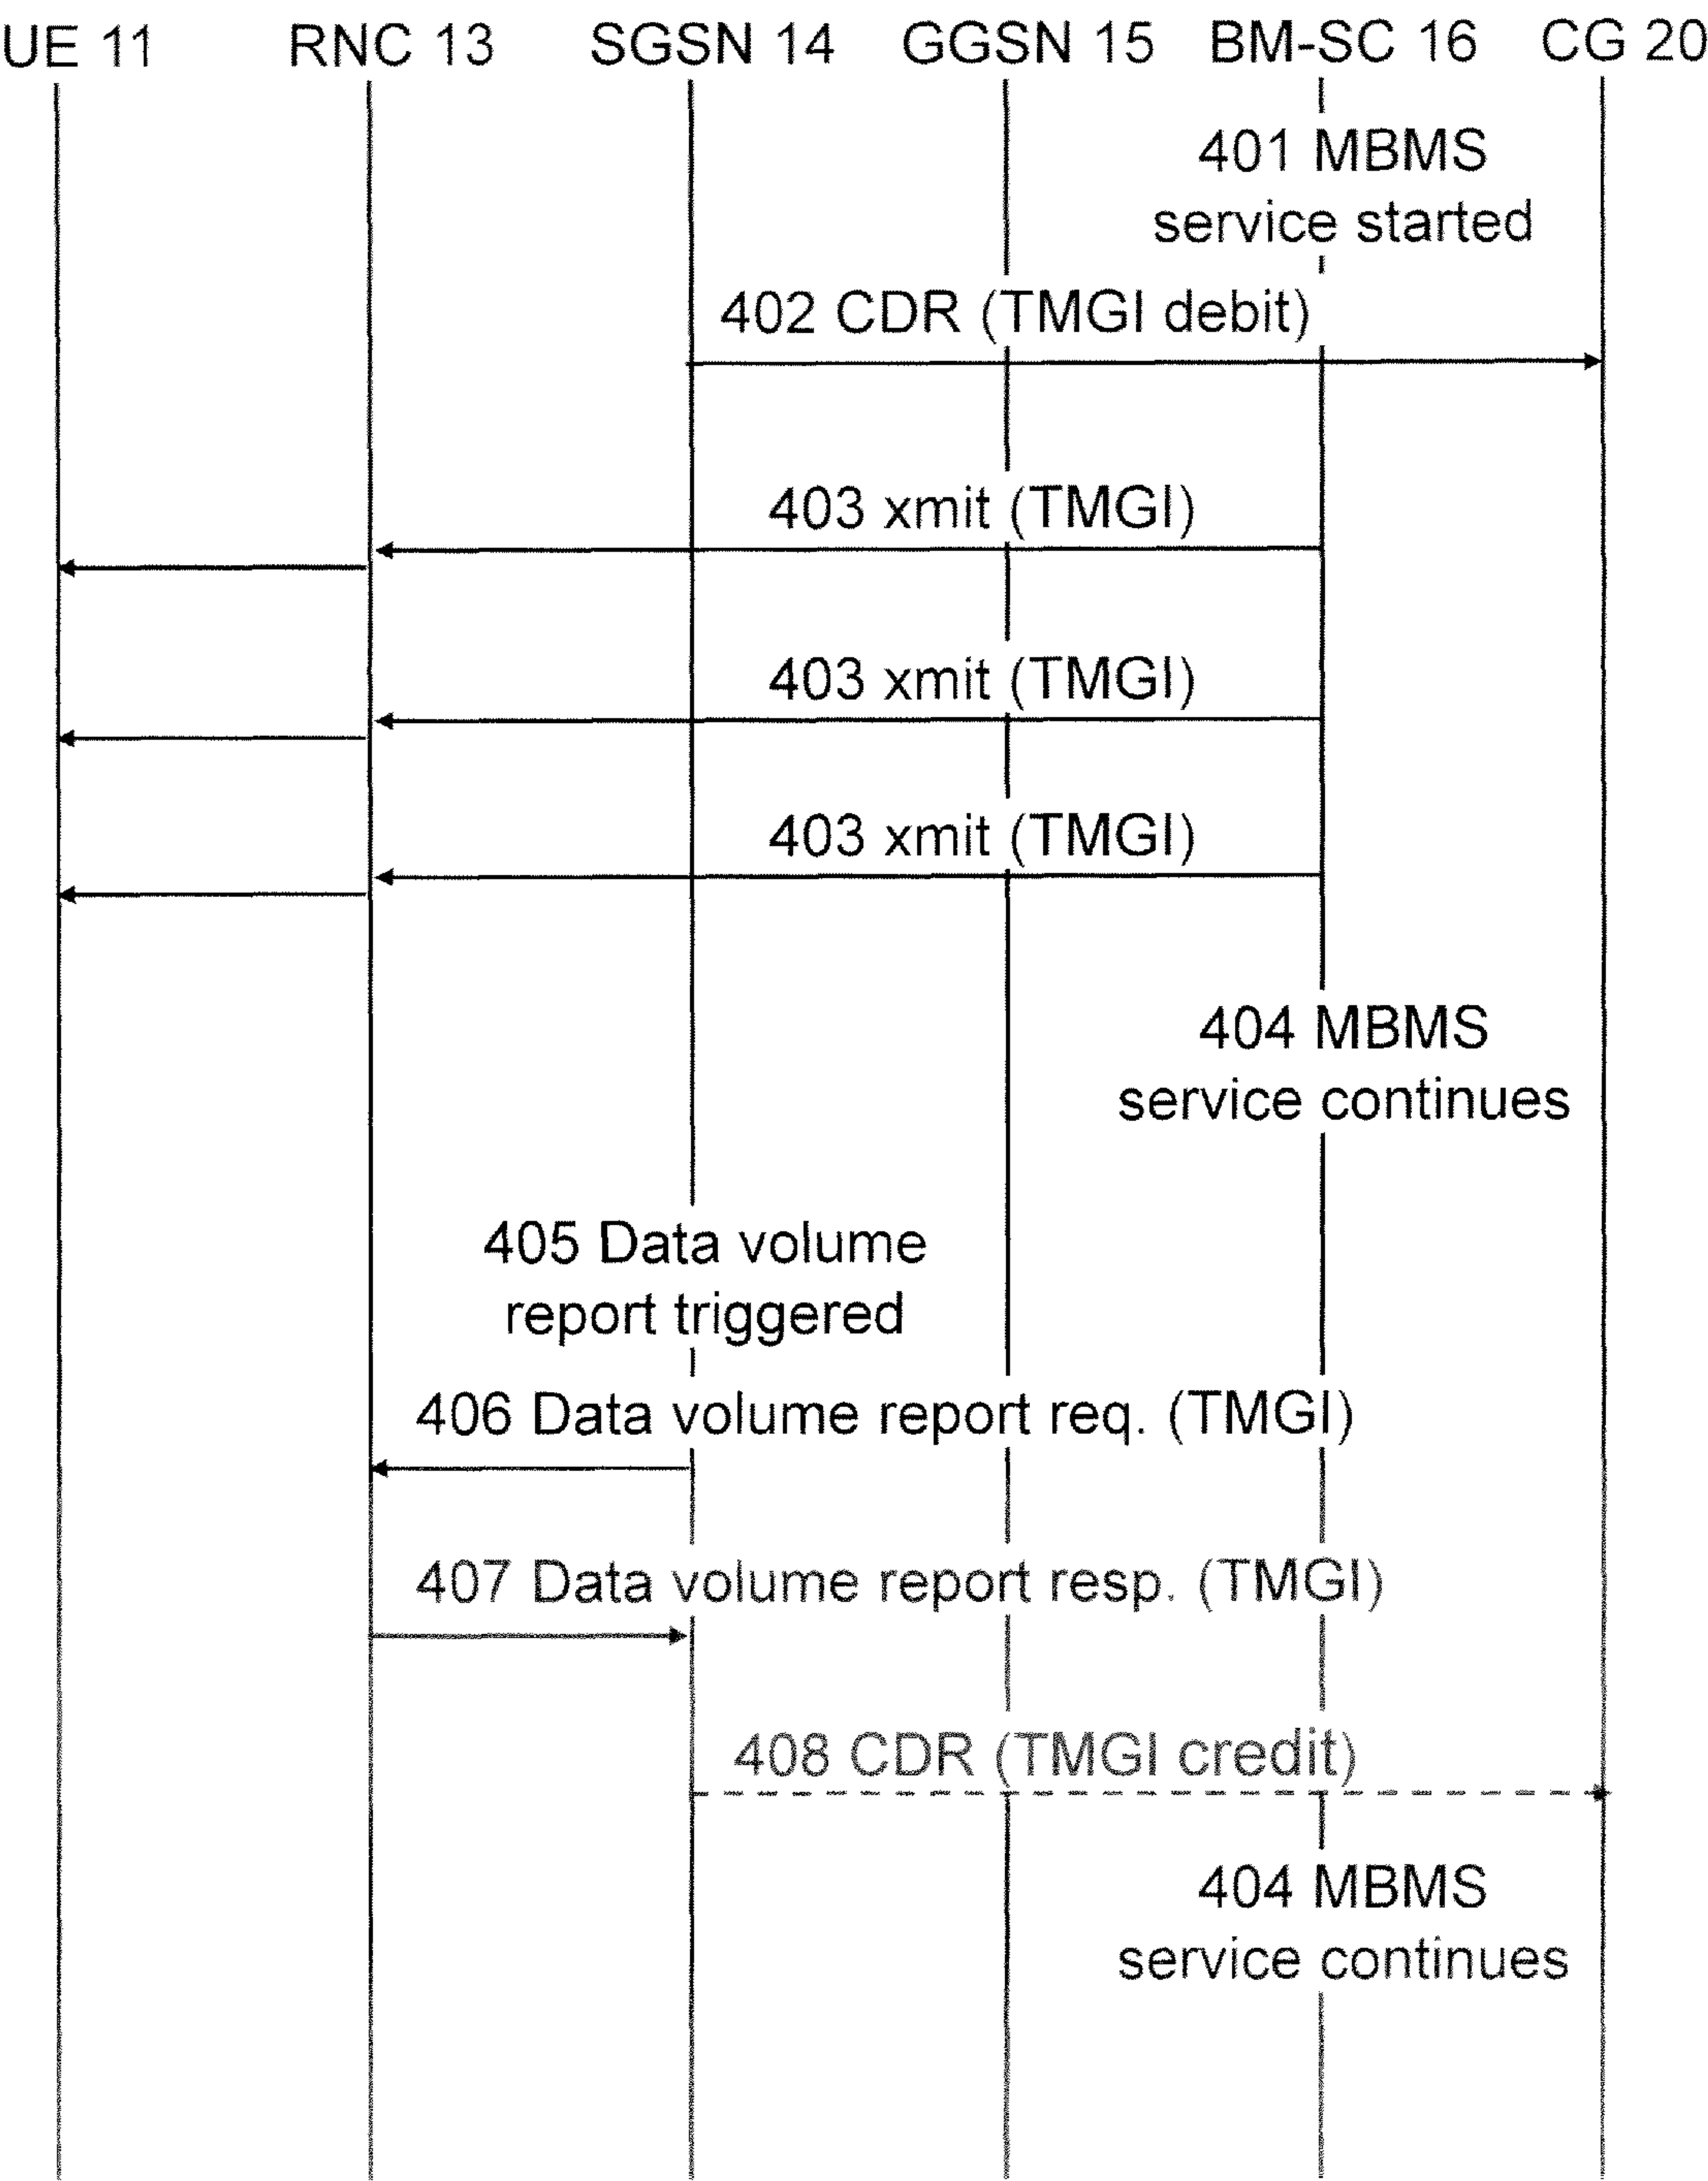 UE 11 RNC 13 SGSN 14 GGSN 15 BM-SC 16 CG 20
401 MBMS
service started
402 CDR (TMGI debit)
403 xmit (TMGI)
403 xmit (TMGI)
403 xmit (TMGI)
404 MBMS
service continues
405 Data volume
report triggered
406 Data volume report req. (TMGI)
407 Data volume report resp. (TMGI)
408 CDR (TMGI credit)
404 MBMS
service continues